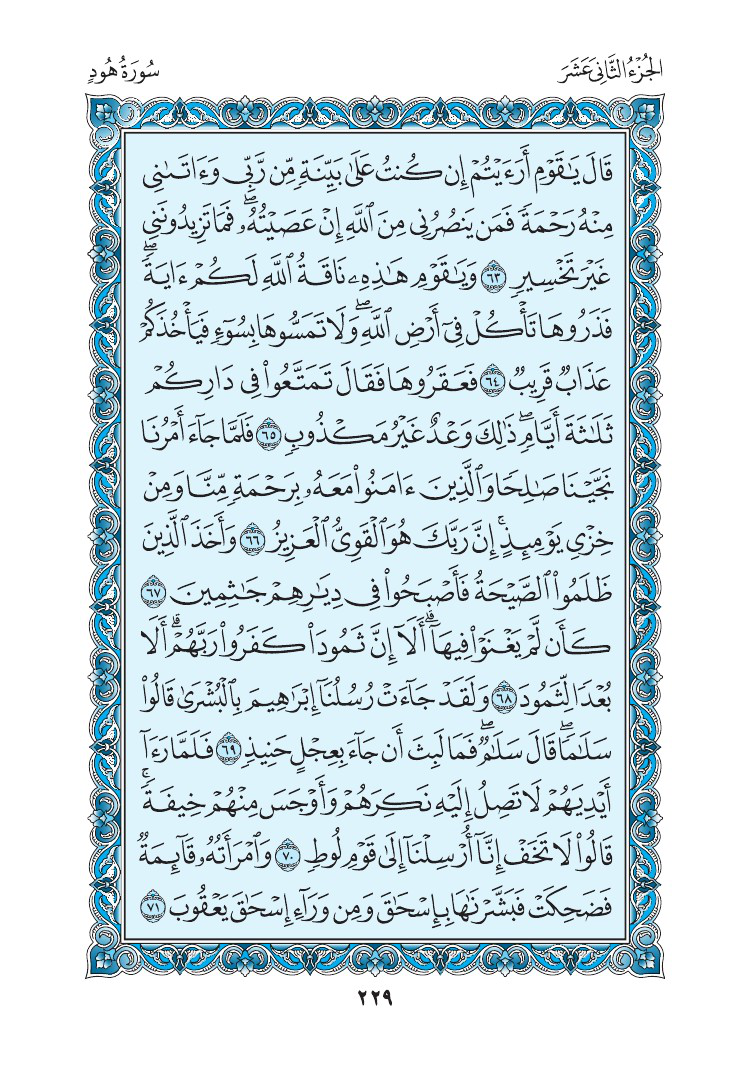 الجُزْءُ الثَّانِي عَشَرَ
سُورَةُ هُودٍ
قَالَ يَٰقَوْمِ أَرَءَيْتُمْ إِن كُنتُ عَلَىٰ بَيِّنَةٍ مِّن رَّبِّي وَءَاتَىٰنِي
مِنْهُ رَحْمَةً فَمَن يَنصُرُنِي مِنَ ٱللَّهِ إِنْ عَصَيْتُهُۥۖ فَمَا تَزِيدُونَنِي
غَيْرَ تَخْسِيرٍ ٦٣ وَيَٰقَوْمِ هَٰذِهِۦ نَاقَةُ ٱللَّهِ لَكُمْ ءَايَةًۖ
فَذَرُوهَا تَأْكُلْ فِيٓ أَرْضِ ٱللَّهِۖ وَلَا تَمَسُّوهَا بِسُوٓءٍ فَيَأْخُذَكُمْ
عَذَابٌ قَرِيبٌ ٦٤ فَعَقَرُوهَا فَقَالَ تَمَتَّعُوا۟ فِي دَارِكُمْ
ثَلَٰثَةَ أَيَّامٍۖ ذَٰلِكَ وَعْدٌ غَيْرُ مَكْذُوبٍ ٦٥ فَلَمَّا جَآءَ أَمْرُنَا
نَجَّيْنَا صَٰلِحًا وَٱلَّذِينَ ءَامَنُوا۟ مَعَهُۥ بِرَحْمَةٍ مِّنَّا وَمِنْ
خِزْيِ يَوْمِئِذٍۚ إِنَّ رَبَّكَ هُوَ ٱلْقَوِيُّ ٱلْعَزِيزُ ٦٦ وَأَخَذَ ٱلَّذِينَ
ظَلَمُوا۟ ٱلصَّيْحَةُ فَأَصْبَحُوا۟ فِي دِيَٰرِهِمْ جَٰثِمِينَ ٦٧
كَأَن لَّمْ يَغْنَوْا۟ فِيهَآۗ أَلَآ إِنَّ ثَمُودَا۟ كَفَرُوا۟ رَبَّهُمْۗ أَلَا
بُعْدًا لِّثَمُودَ ٦٨ وَلَقَدْ جَآءَتْ رُسُلُنَآ إِبْرَٰهِيمَ بِٱلْبُشْرَىٰ قَالُوا۟
سَلَٰمًاۖ قَالَ سَلَٰمٌۖ فَمَا لَبِثَ أَن جَآءَ بِعِجْلٍ حَنِيذٍ ٦٩ فَلَمَّا رَءَآ
أَيْدِيَهُمْ لَا تَصِلُ إِلَيْهِ نَكِرَهُمْ وَأَوْجَسَ مِنْهُمْ خِيفَةًۚ
قَالُوا۟ لَا تَخَفْ إِنَّآ أُرْسِلْنَآ إِلَىٰ قَوْمِ لُوطٍ ٧٠ وَٱمْرَأَتُهُۥ قَآئِمَةٌ
فَضَحِكَتْ فَبَشَّرْنَٰهَا بِإِسْحَٰقَ وَمِن وَرَآءِ إِسْحَٰقَ يَعْقُوبَ ٧١
٢٢٩